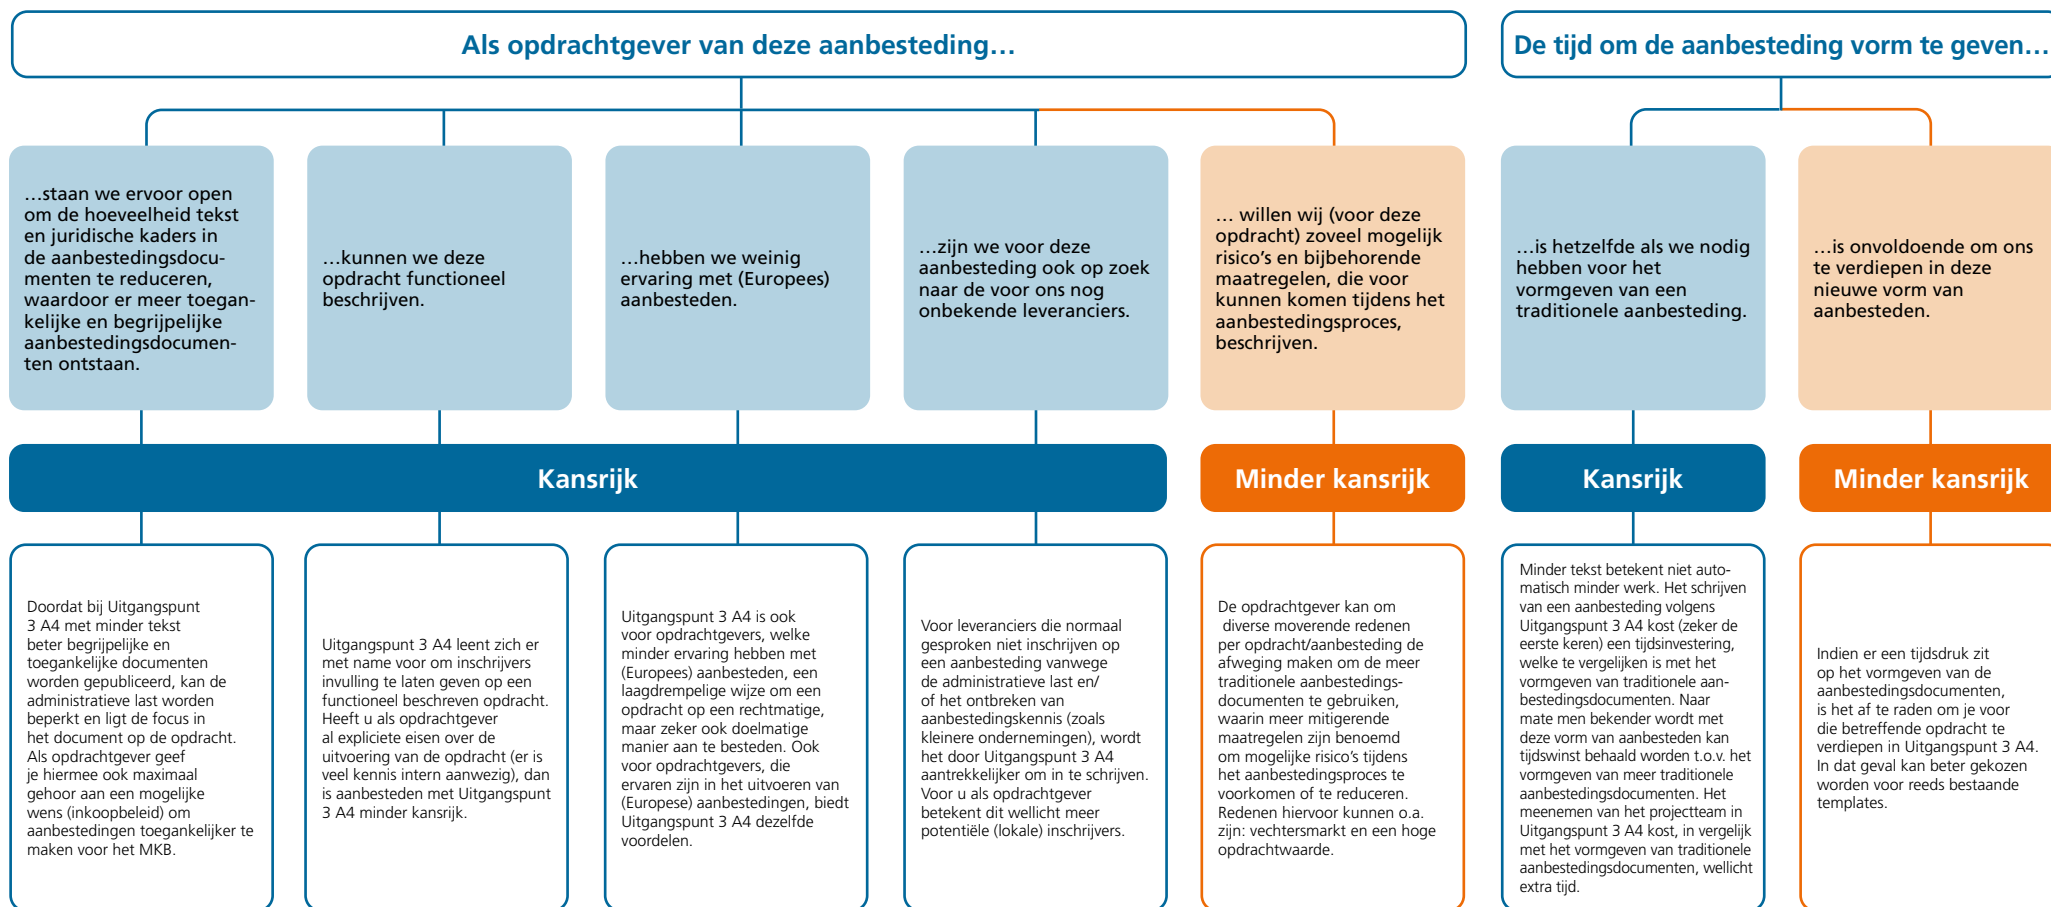 Als opdrachtgever van deze aanbesteding…
De tijd om de aanbesteding vorm te geven…
…staan we ervoor open
om de hoeveelheid tekst
en juridische kaders in
de aanbestedingsdocu-
menten te reduceren,
waardoor er meer toegan-
kelijke en begrijpelijke
aanbestedingsdocumen-
ten ontstaan.
…kunnen we deze
opdracht functioneel
beschrijven.
…hebben we weinig
ervaring met (Europees)
aanbesteden.
…zijn we voor deze
aanbesteding ook op zoek
naar de voor ons nog
onbekende leveranciers.
… willen wij (voor deze
opdracht) zoveel mogelijk
risico’s en bijbehorende
maatregelen, die voor
kunnen komen tijdens het
aanbestedingsproces,
beschrijven.
…is hetzelfde als we nodig
hebben voor het
vormgeven van een
traditionele aanbesteding.
…is onvoldoende om ons
te verdiepen in deze
nieuwe vorm van
aanbesteden.
Kansrijk
Minder kansrijk
Kansrijk
Minder kansrijk
Doordat bij Uitgangspunt
3 A4 met minder tekst
beter begrijpelijke en
toegankelijke documenten
worden gepubliceerd, kan de
administratieve last worden
beperkt en ligt de focus in
het document op de opdracht.
Als opdrachtgever geef
je hiermee ook maximaal
gehoor aan een mogelijke
wens (inkoopbeleid) om
aanbestedingen toegankelijker te
maken voor het MKB.
Uitgangspunt 3 A4 leent zich er
met name voor om inschrijvers
invulling te laten geven op een
functioneel beschreven opdracht.
Heeft u als opdrachtgever
al expliciete eisen over de
uitvoering van de opdracht (er is
veel kennis intern aanwezig), dan
is aanbesteden met Uitgangspunt
3 A4 minder kansrijk.
Uitgangspunt 3 A4 is ook
voor opdrachtgevers, welke
minder ervaring hebben met
(Europees) aanbesteden, een
laagdrempelige wijze om een
opdracht op een rechtmatige,
maar zeker ook doelmatige
manier aan te besteden. Ook
voor opdrachtgevers, die
ervaren zijn in het uitvoeren van
(Europese) aanbestedingen, biedt
Uitgangspunt 3 A4 dezelfde
voordelen.
Voor leveranciers die normaal
gesproken niet inschrijven op
een aanbesteding vanwege
de administratieve last en/
of het ontbreken van
aanbestedingskennis (zoals
kleinere ondernemingen), wordt
het door Uitgangspunt 3 A4
aantrekkelijker om in te schrijven.
Voor u als opdrachtgever
betekent dit wellicht meer
potentiële (lokale) inschrijvers.
De opdrachtgever kan om
diverse moverende redenen
per opdracht/aanbesteding de
afweging maken om de meer
traditionele aanbestedings-
documenten te gebruiken,
waarin meer mitigerende
maatregelen zijn benoemd
om mogelijke risico’s tijdens
het aanbestedingsproces te
voorkomen of te reduceren.
Redenen hiervoor kunnen o.a.
zijn: vechtersmarkt en een hoge
opdrachtwaarde.
Minder tekst betekent niet auto-
matisch minder werk. Het schrijven
van een aanbesteding volgens
Uitgangspunt 3 A4 kost (zeker de
eerste keren) een tijdsinvestering,
welke te vergelijken is met het
vormgeven van traditionele aan-
bestedingsdocumenten. Naar
mate men bekender wordt met
deze vorm van aanbesteden kan
tijdswinst behaald worden t.o.v. het
vormgeven van meer traditionele
aanbestedingsdocumenten. Het
meenemen van het projectteam in
Uitgangspunt 3 A4 kost, in vergelijk
met het vormgeven van traditionele
aanbestedingsdocumenten, wellicht
extra tijd.
Indien er een tijdsdruk zit
op het vormgeven van de
aanbestedingsdocumenten,
is het af te raden om je voor
die betreffende opdracht te
verdiepen in Uitgangspunt 3 A4.
In dat geval kan beter gekozen
worden voor reeds bestaande
templates.